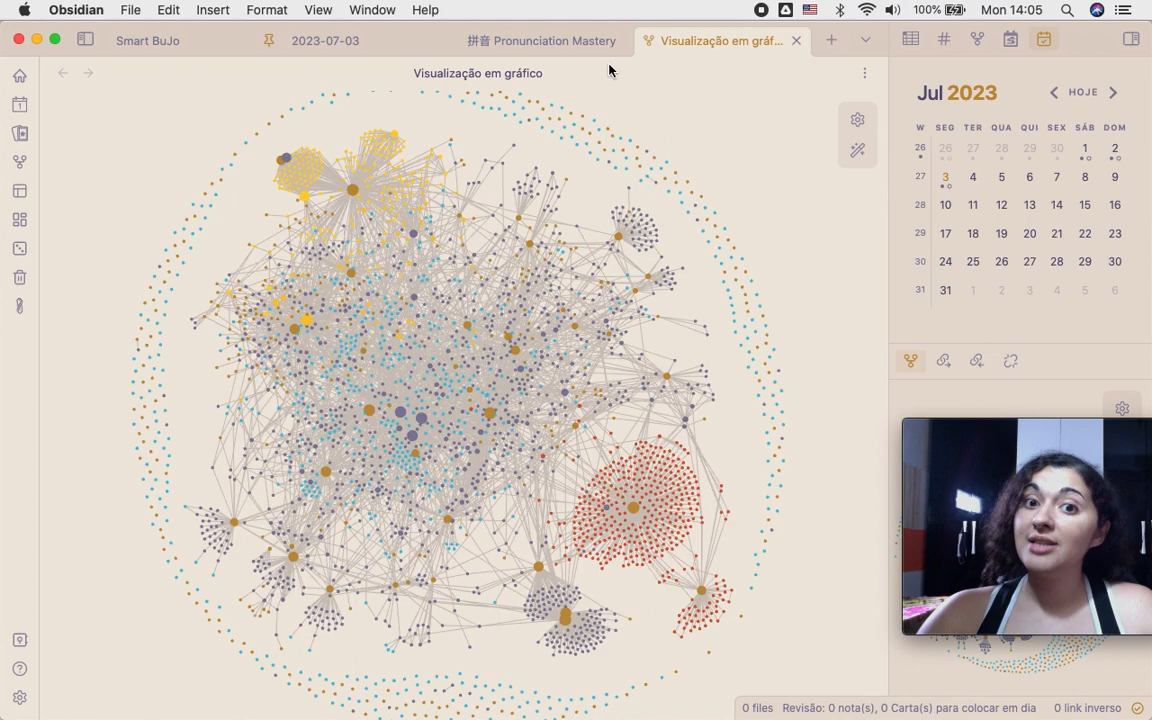 Obsidian File Edit Insert Format View Window Help 100% Mon 14:05
Smart BuJo 2023-07-03 拼音 Pronunciation Mastery Visualização em gráf...
Visualização em gráfico
Jul 2023 HOJE
W SEG TER QUA QUI SEX SÁB DOM
26 26 27 28 29 30 1 2
27 3 4 5 6 7 8 9
28 10 11 12 13 14 15 16
29 17 18 19 20 21 22 23
30 24 25 26 27 28 29 30
31 31 1 2 3 4 5 6
0 files Revisão: 0 nota(s), 0 Carta(s) para colocar em dia 0 link inverso